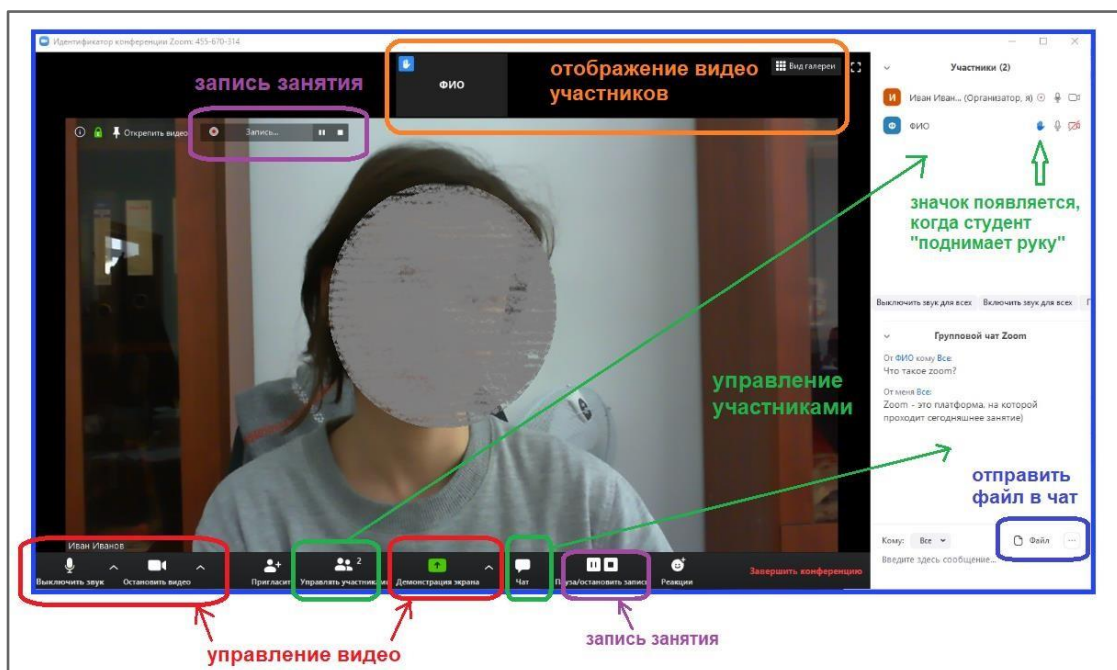 Идентификатор конференции Zoom: 455-670-314
запись занятия
ФИО
отображение видео
участников
Вид галереи
Открепить видео
Запись...
Участники (2)
И
Иван Иван... (Организатор, я)
Ф
ФИО
значок появляется,
когда студент
"поднимает руку"
Выключить звук для всех
Включить звук для всех
Групповой чат Zoom
От ФИО кому Все:
Что такое zoom?
От меня Все:
Zoom - это платформа, на которой
проходит сегодняшнее занятие)
управление
участниками
отправить
файл в чат
Кому: Все
Файл
Введите здесь сообщение...
Иван Иванов
Выключить звук
Остановить видео
Пригласить
2
Управлять участниками
Демонстрация экрана
Чат
Пауза/остановить запись
Реакции
Завершить конференцию
управление видео
запись занятия